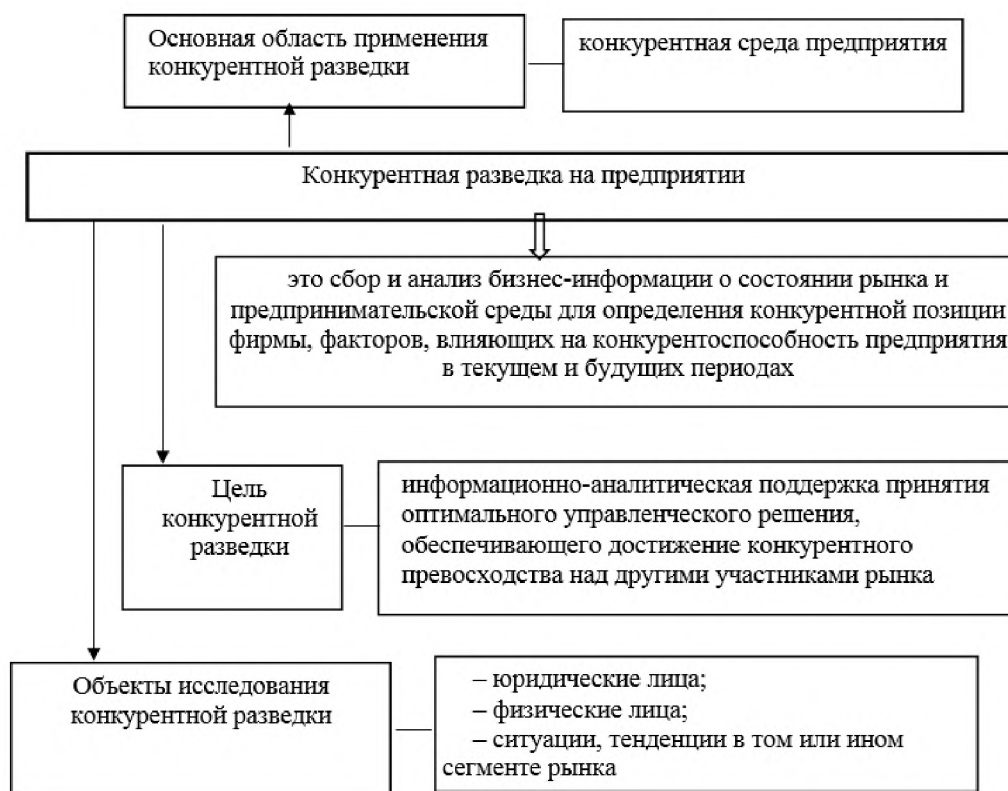 Основная область применения
конкурентной разведки
конкурентная среда предприятия
Конкурентная разведка на предприятии
это сбор и анализ бизнес-информации о состоянии рынка и
предпринимательской среды для определения конкурентной позиции
фирмы, факторов, влияющих на конкурентоспособность предприятия
в текущем и будущих периодах
Цель
конкурентной
разведки
информационно-аналитическая поддержка принятия
оптимального управленческого решения,
обеспечивающего достижение конкурентного
превосходства над другими участниками рынка
Объекты исследования
конкурентной разведки
– юридические лица;
– физические лица;
– ситуации, тенденции в том или ином
сегменте рынка